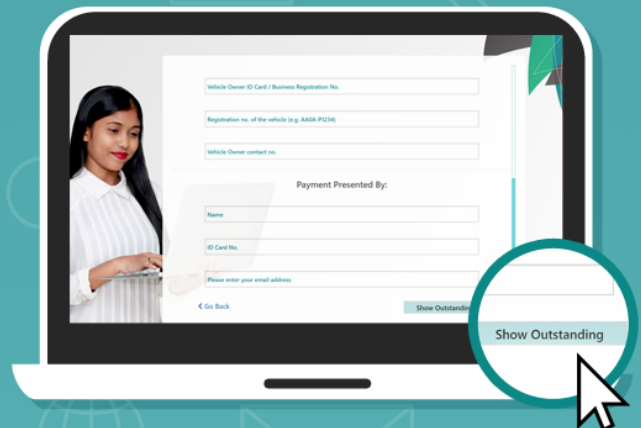 Vehicle Owner ID Card / Business Registration No.
Registration no. of the vehicle (e.g. AA0A-P1234)
Vehicle Owner contact no.
Payment Presented By:
Name
ID Card No.
Please enter your email address
Go Back
Show Outstanding
Show Outstanding